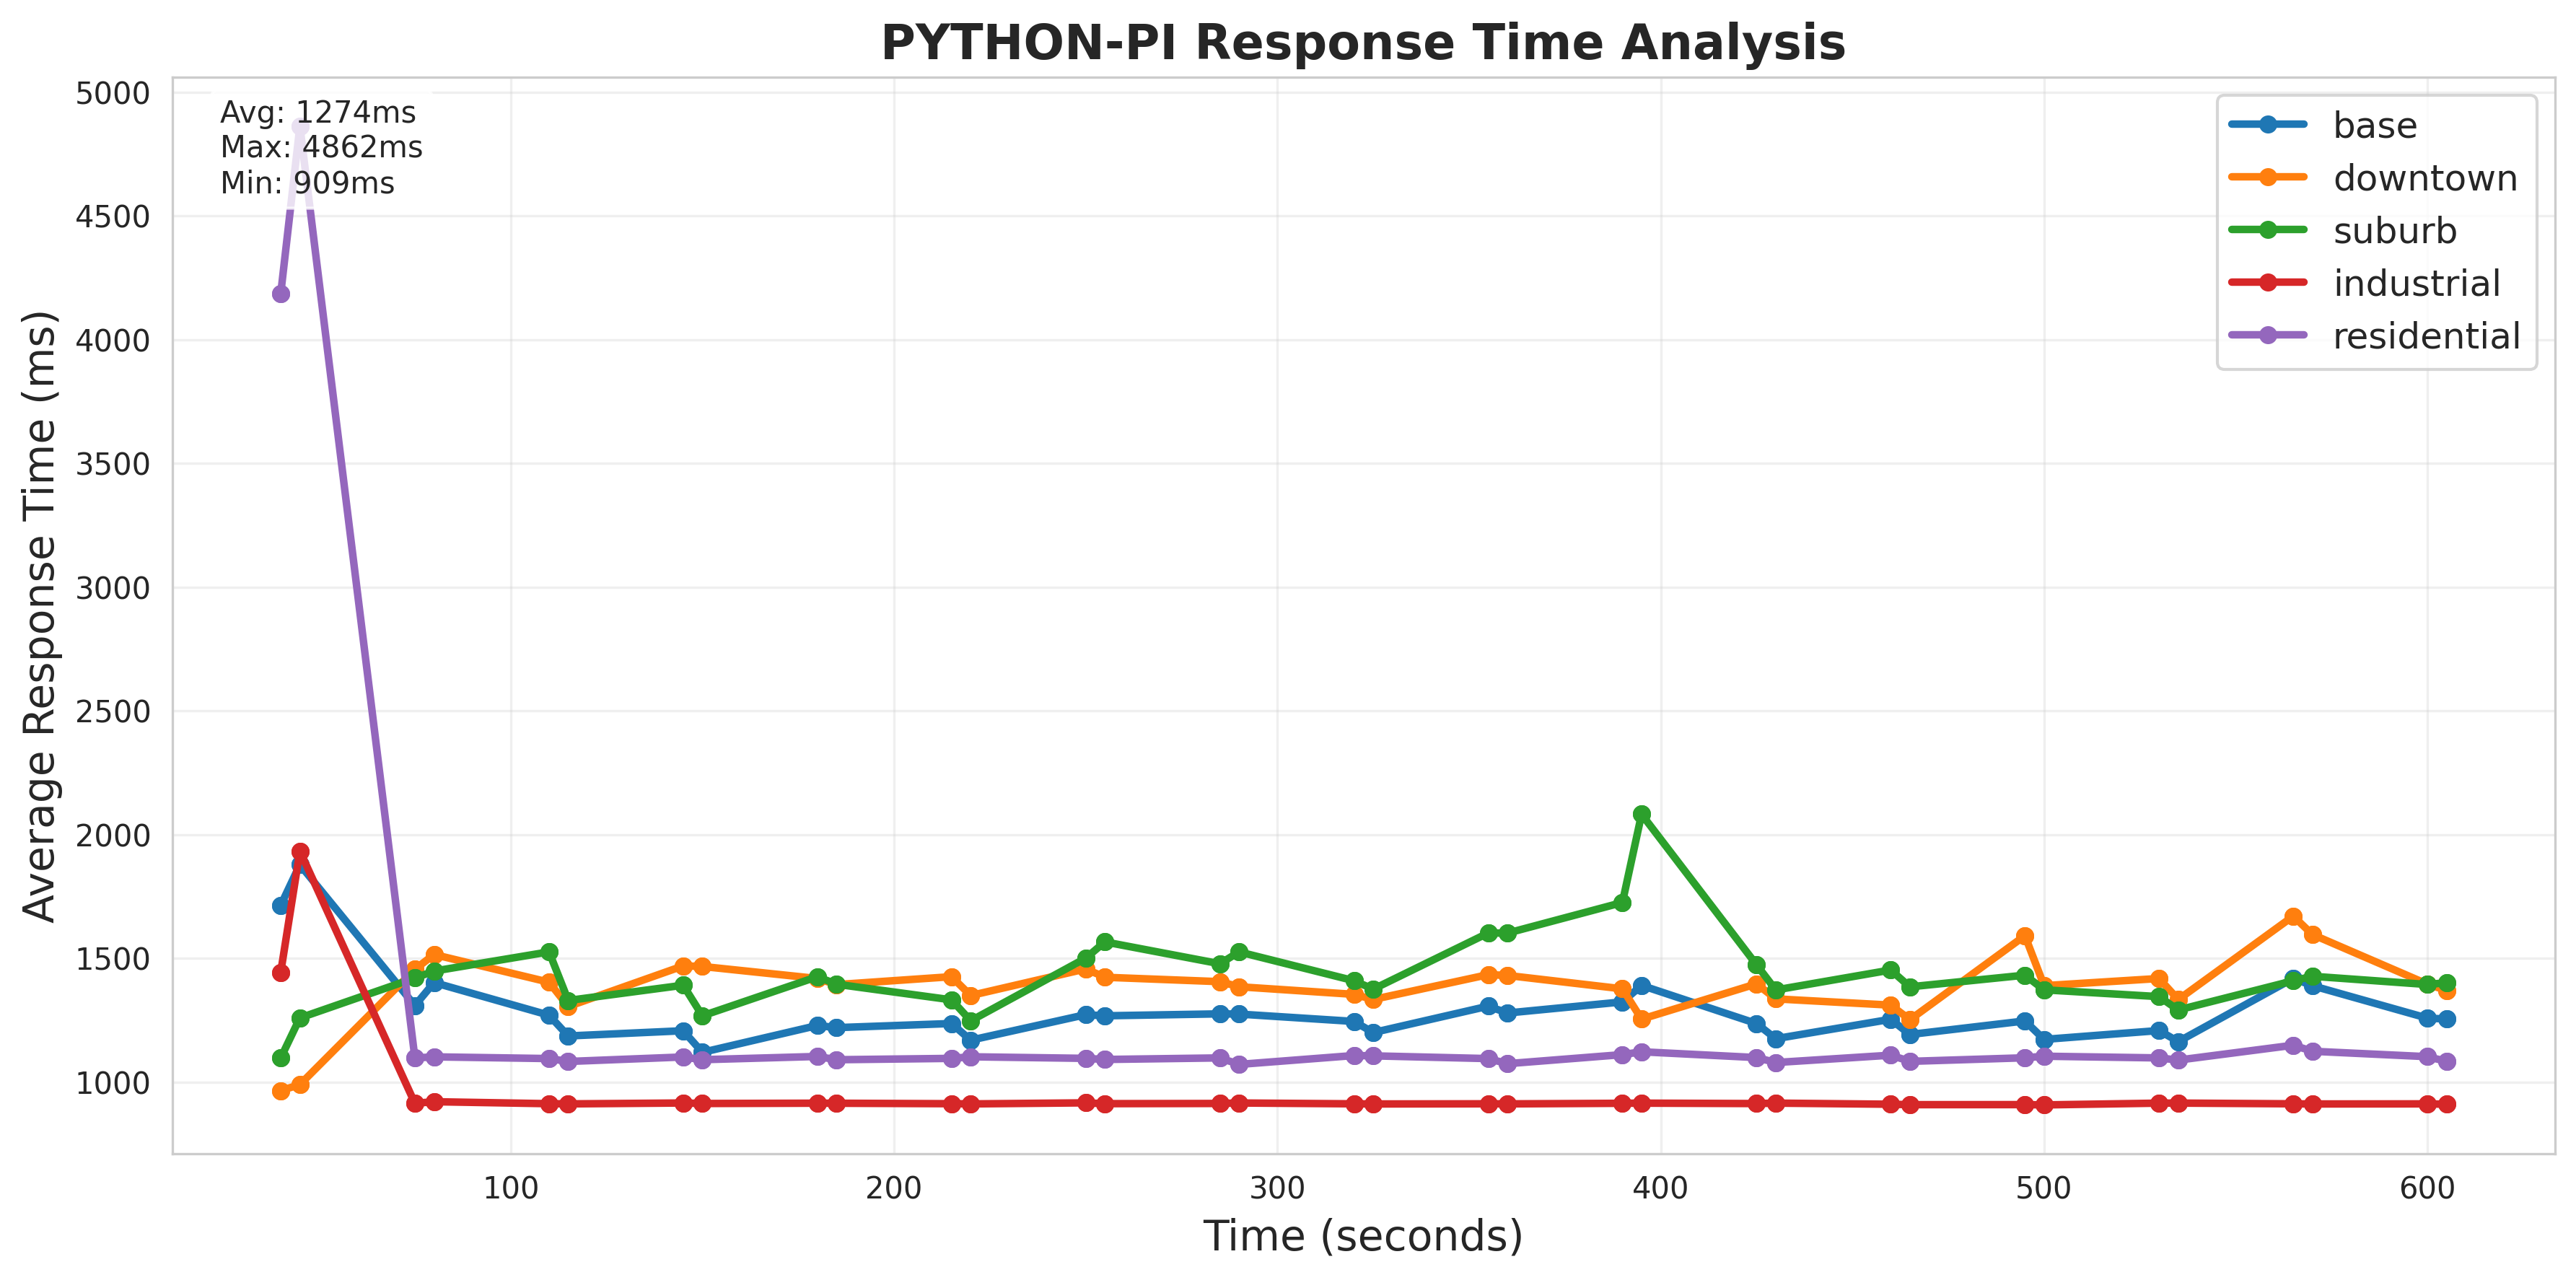 PYTHON-PI Response Time Analysis
Average Response Time (ms)
5000
4500
4000
3500
3000
2500
2000
1500
1000
Avg: 1274ms
Max: 4862ms
Min: 909ms
base
downtown
suburb
industrial
residential
100
200
300
400
500
600
Time (seconds)